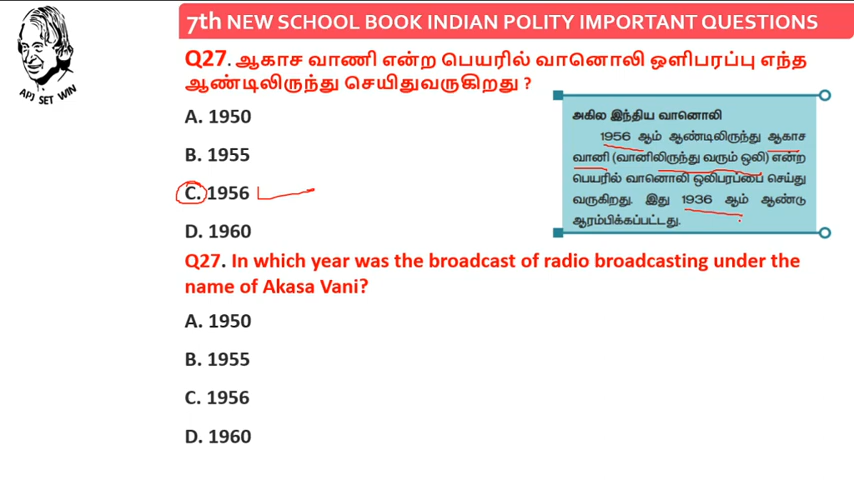 7th NEW SCHOOL BOOK INDIAN POLITY IMPORTANT QUESTIONS
APJ SET WIN
Q27. ஆகாச வாணி என்ற பெயரில் வானொலி ஒளிபரப்பு எந்த
ஆண்டிலிருந்து செயிதுவருகிறது ?
A. 1950
B. 1955
C. 1956
D. 1960
அகில இந்திய வானொலி
1956 ஆம் ஆண்டிலிருந்து ஆகாச
வானி (வானிலிருந்து வரும் ஒலி) என்ற
பெயரில் வானொலி ஒலிபரப்பைச் செய்து
வருகிறது. இது 1936 ஆம் ஆண்டு
ஆரம்பிக்கப்பட்டது.
Q27. In which year was the broadcast of radio broadcasting under the
name of Akasa Vani?
A. 1950
B. 1955
C. 1956
D. 1960